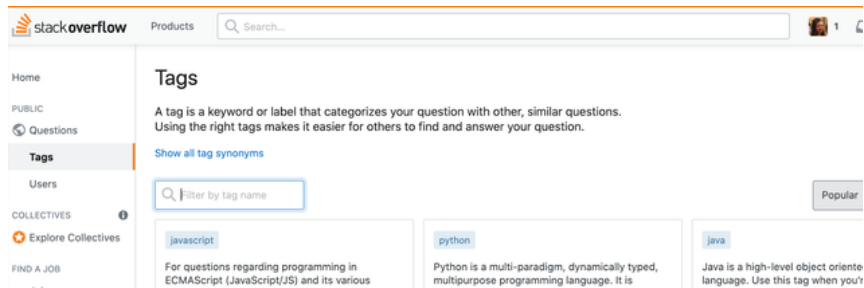 stackoverflow
Products
Search...
1
Home
PUBLIC
Questions
Tags
Users
COLLECTIVES
Explore Collectives
FIND A JOB
Tags
A tag is a keyword or label that categorizes your question with other, similar questions.
Using the right tags makes it easier for others to find and answer your question.
Show all tag synonyms
Filter by tag name
Popular
javascript
For questions regarding programming in
ECMAScript (JavaScript/JS) and its various
python
Python is a multi-paradigm, dynamically typed,
multipurpose programming language. It is
java
Java is a high-level object oriente
language. Use this tag when you'r